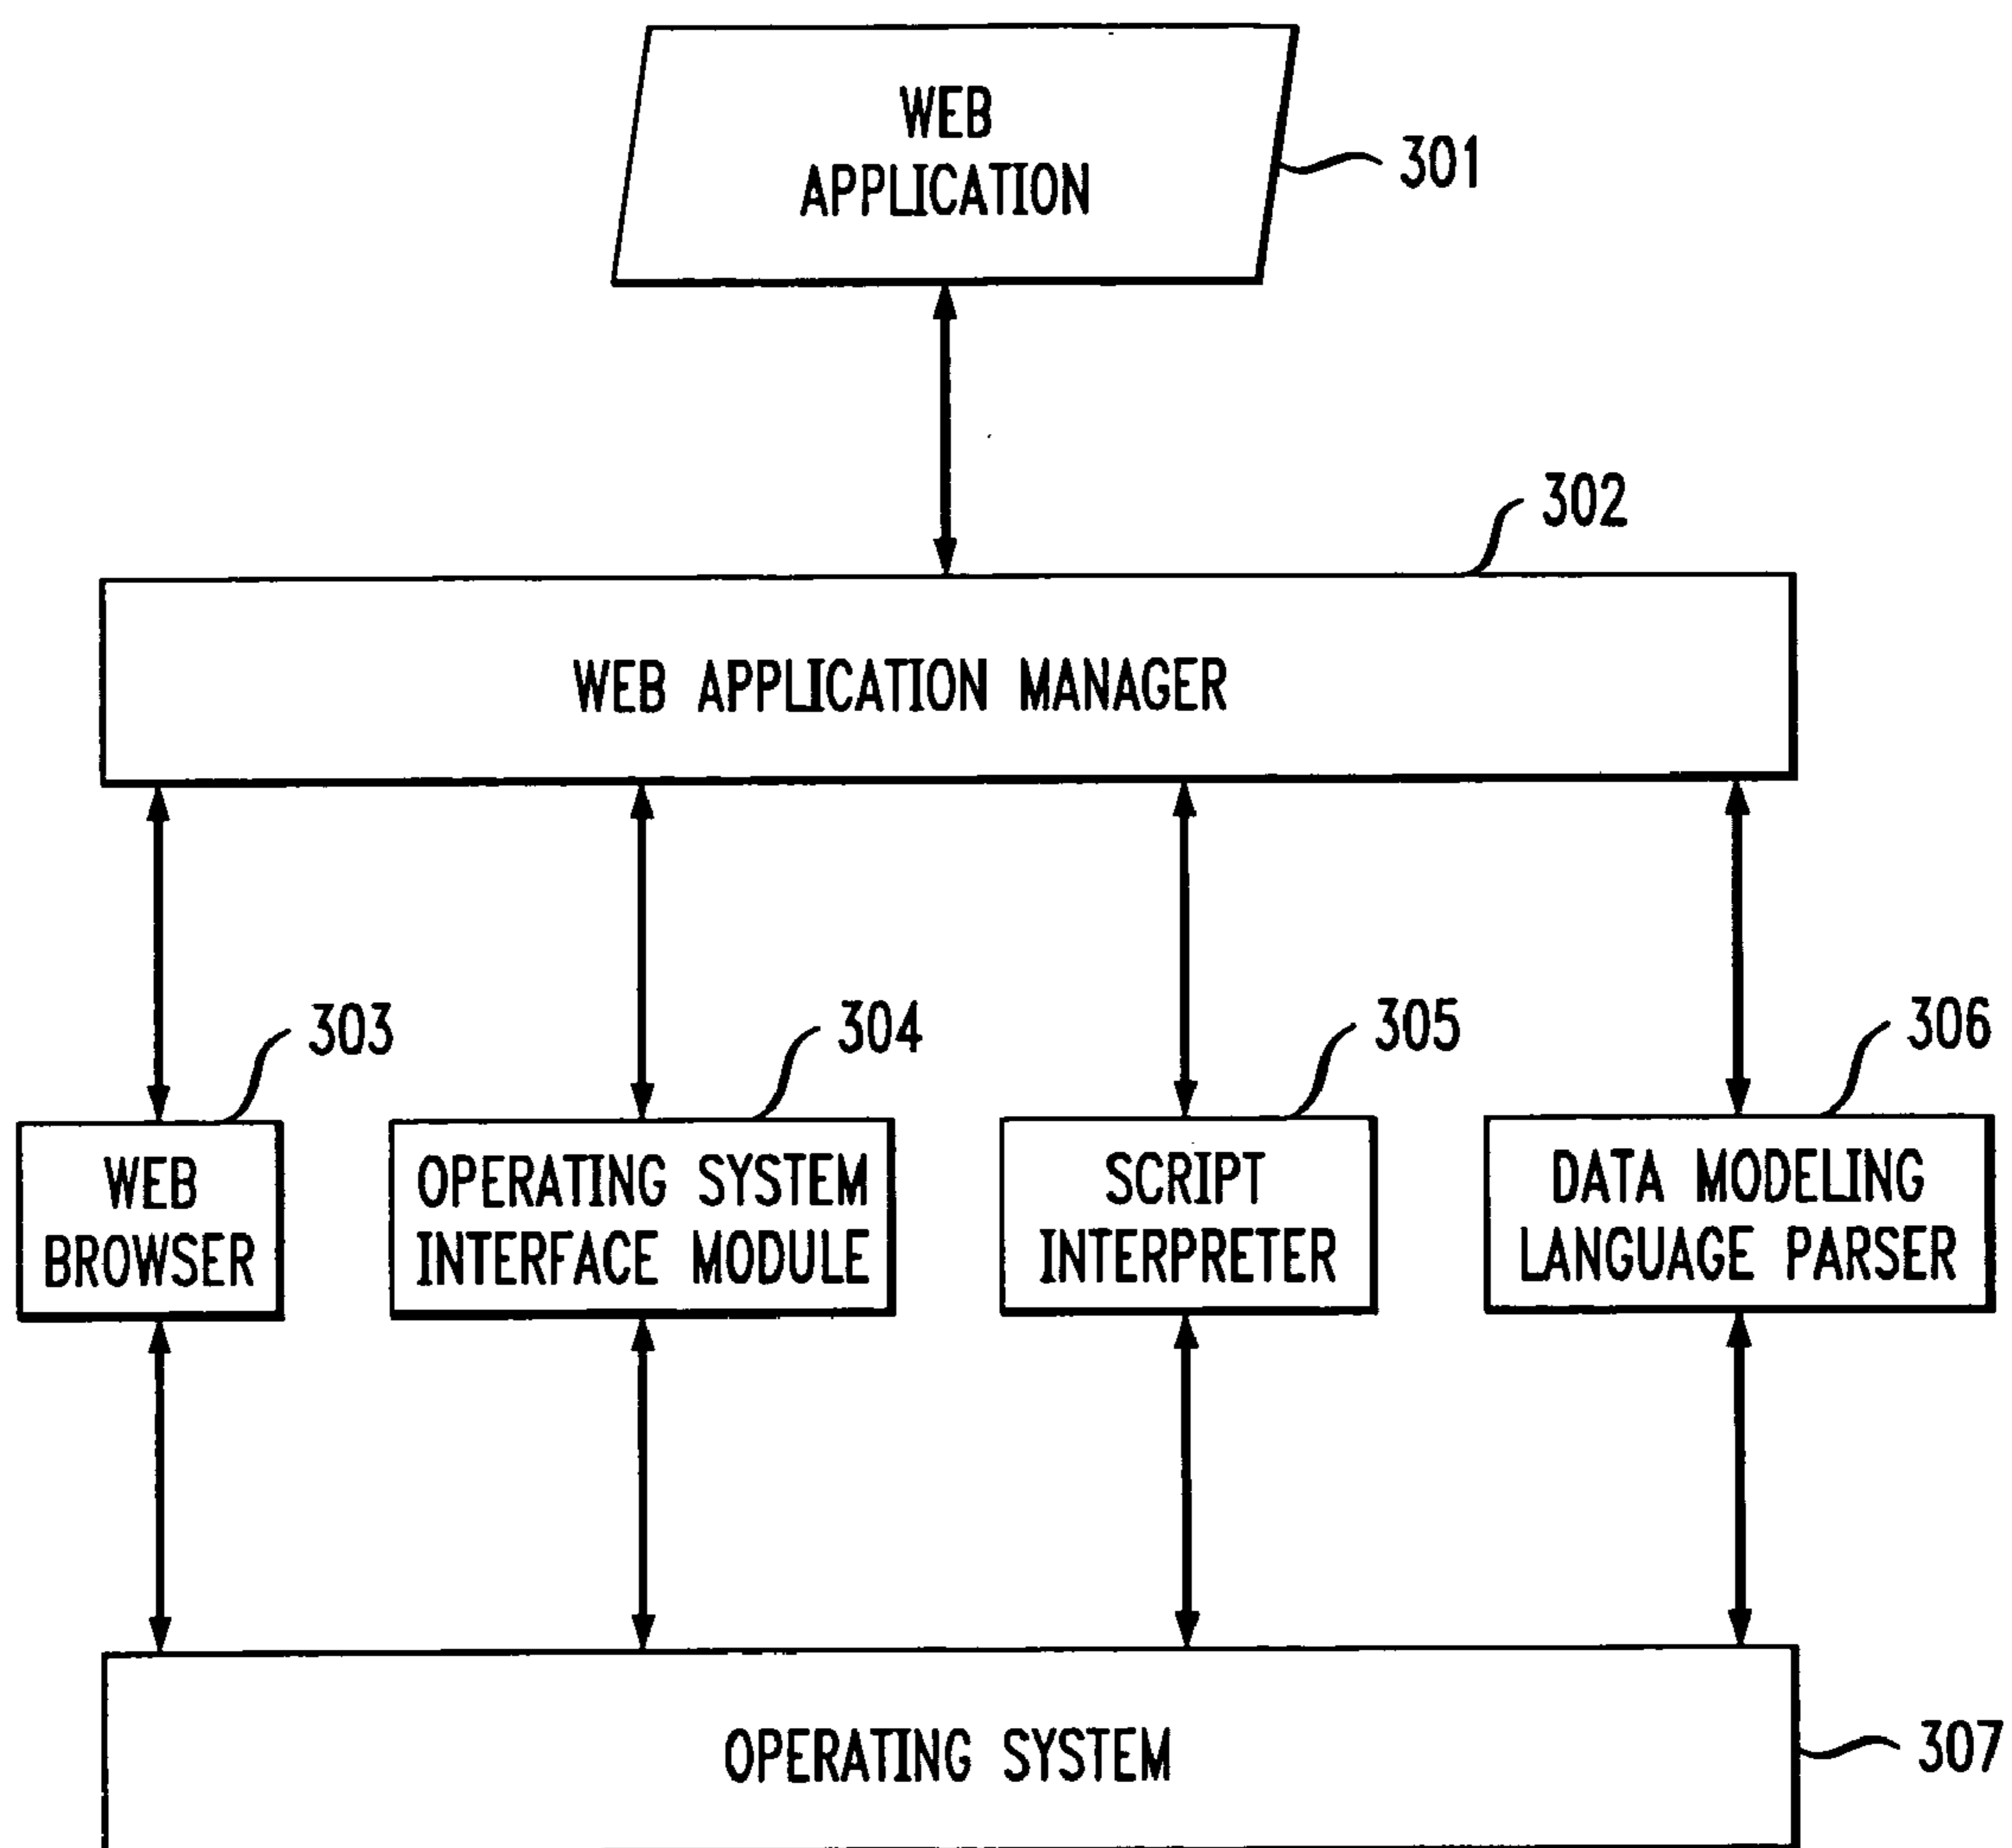 WEB
APPLICATION
301
302
WEB APPLICATION MANAGER
303
304
305
306
WEB
BROWSER
OPERATING SYSTEM
INTERFACE MODULE
SCRIPT
INTERPRETER
DATA MODELING
LANGUAGE PARSER
OPERATING SYSTEM
307